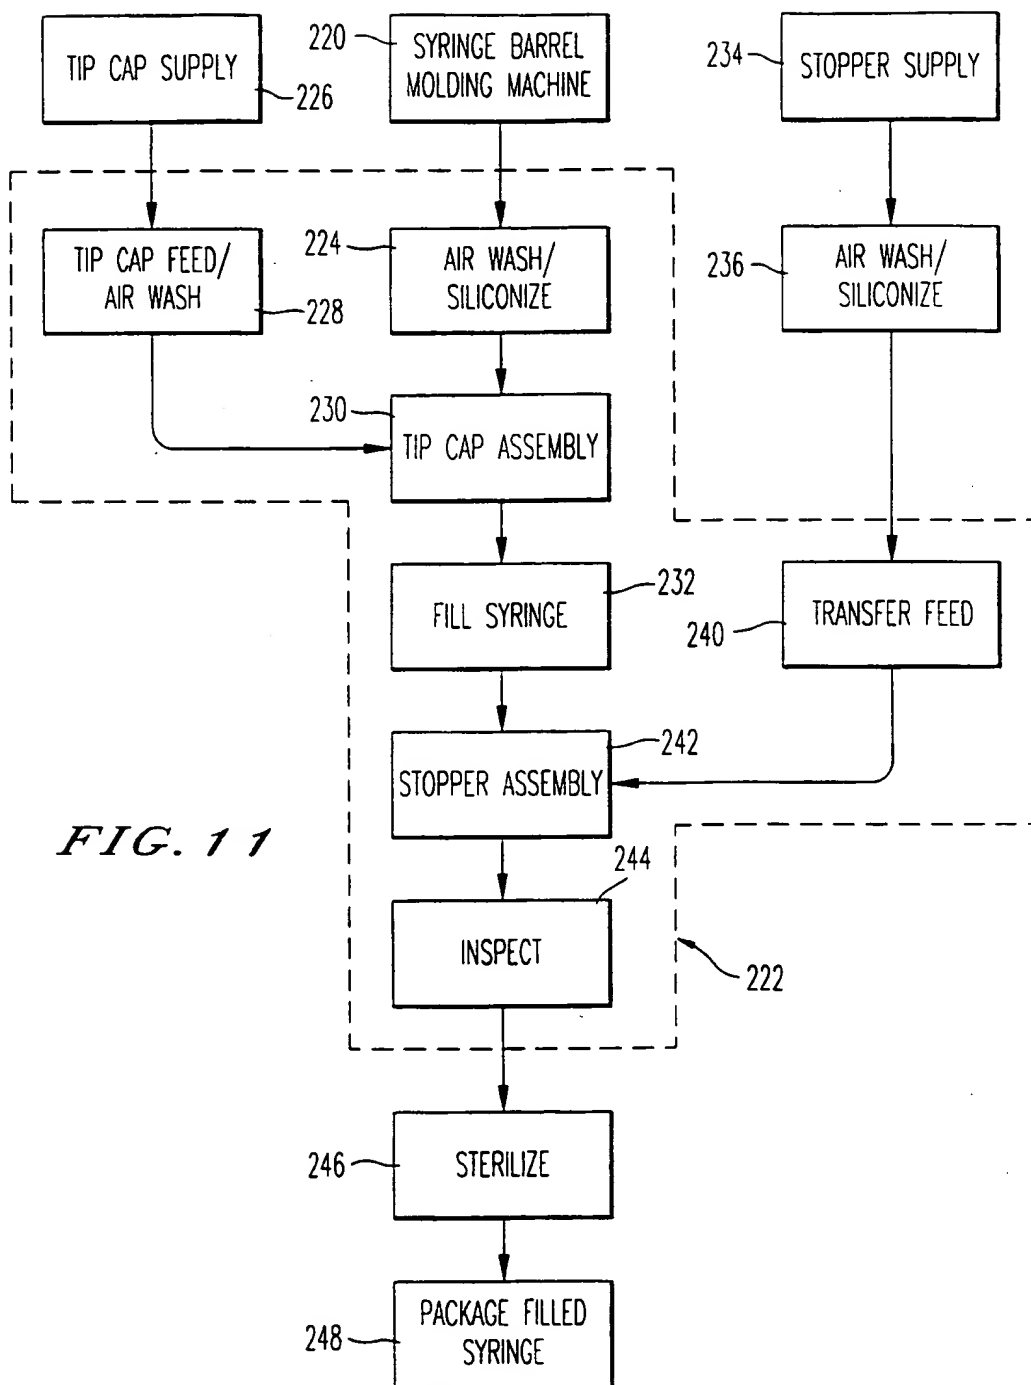 TIP CAP SUPPLY
226
220
SYRINGE BARREL
MOLDING MACHINE
234
STOPPER SUPPLY
TIP CAP FEED/
AIR WASH
228
224
AIR WASH/
SILICONIZE
236
AIR WASH/
SILICONIZE
230
TIP CAP ASSEMBLY
FILL SYRINGE
232
240
TRANSFER FEED
242
STOPPER ASSEMBLY
FIG. 11
244
INSPECT
222
246
STERILIZE
248
PACKAGE FILLED
SYRINGE